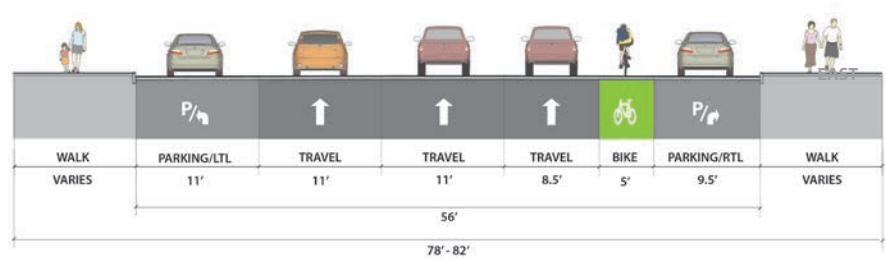 EAST
P/
P/
WALK PARKING/LTL TRAVEL TRAVEL TRAVEL BIKE PARKING/RTL WALK
VARIES 11' 11' 11' 8.5' 5' 9.5' VARIES
56'
78' - 82'